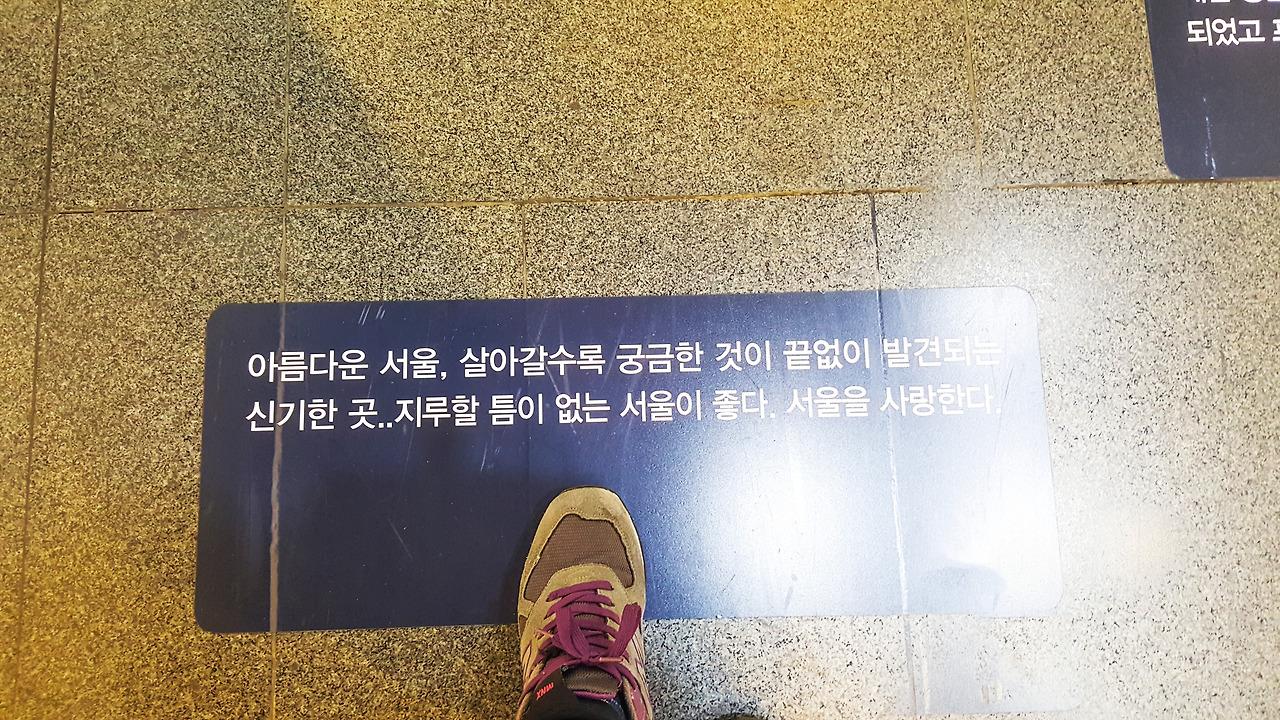 되었고
아름다운 서울, 살아갈수록 궁금한 것이 끝없이 발견되는
신기한 곳..지루할 틈이 없는 서울이 좋다. 서울을 사랑한다.